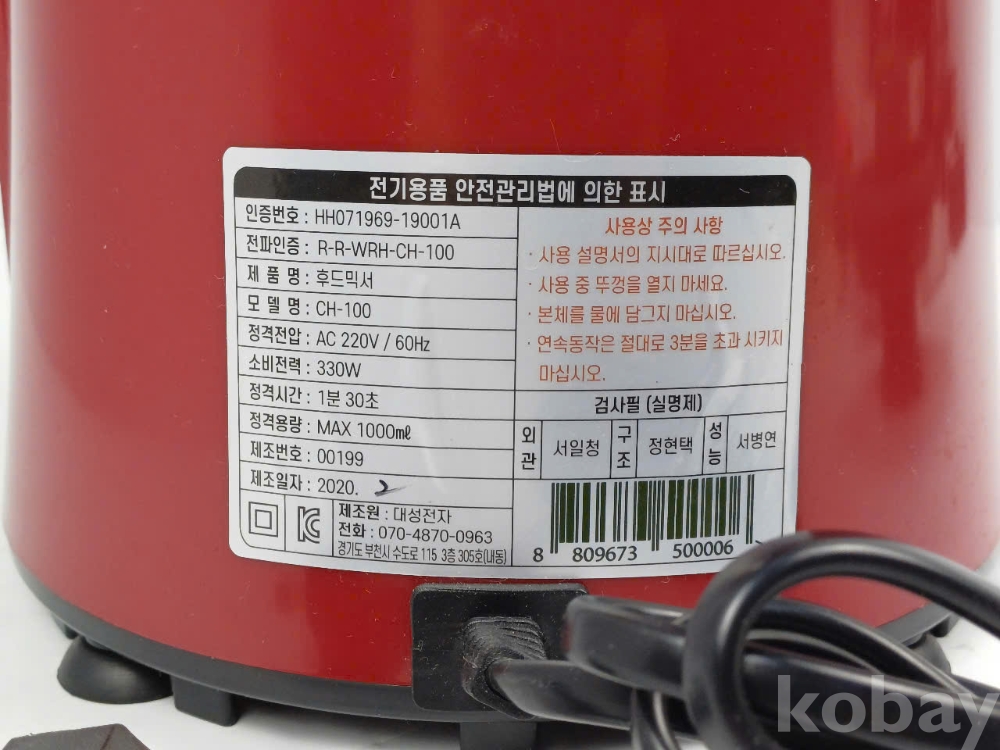 전기용품 안전관리법에 의한 표시
인증번호 : HH071969-19001A
전파인증 : R-R-WRH-CH-100
제 품 명 : 후드믹서
모 델 명 : CH-100
정격전압 : AC 220V / 60Hz
소비전력 : 330W
정격시간 : 1분 30초
정격용량 : MAX 1000㎖
제조번호 : 00199
제조일자 : 2020. 2
제조원 : 대성전자
전화 : 070-4870-0963
경기도 부천시 수도로 115 3층 305호(내동)
사용상 주의 사항
· 사용 설명서의 지시대로 따르십시오.
· 사용 중 뚜껑을 열지 마세요.
· 본체를 물에 담그지 마십시오.
· 연속동작은 절대로 3분을 초과 시키지
마십시오.
검사필 (실명제)
외관 서일청 구조 정현택 성능 서병연
8 809673 500006 >
kobay